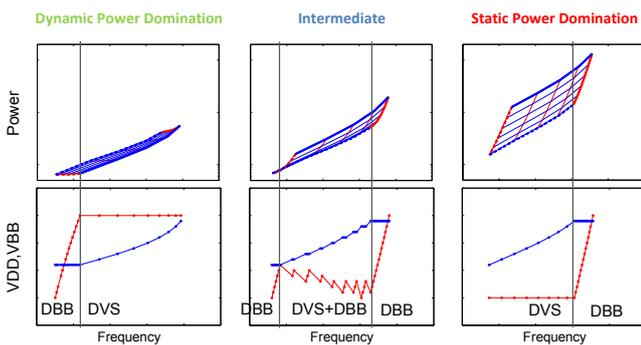 Dynamic Power Domination
Intermediate
Static Power Domination
Power
VDD,VBB
DBB
DVS
DBB
DVS+DBB
DBB
DVS
DBB
Frequency
Frequency
Frequency